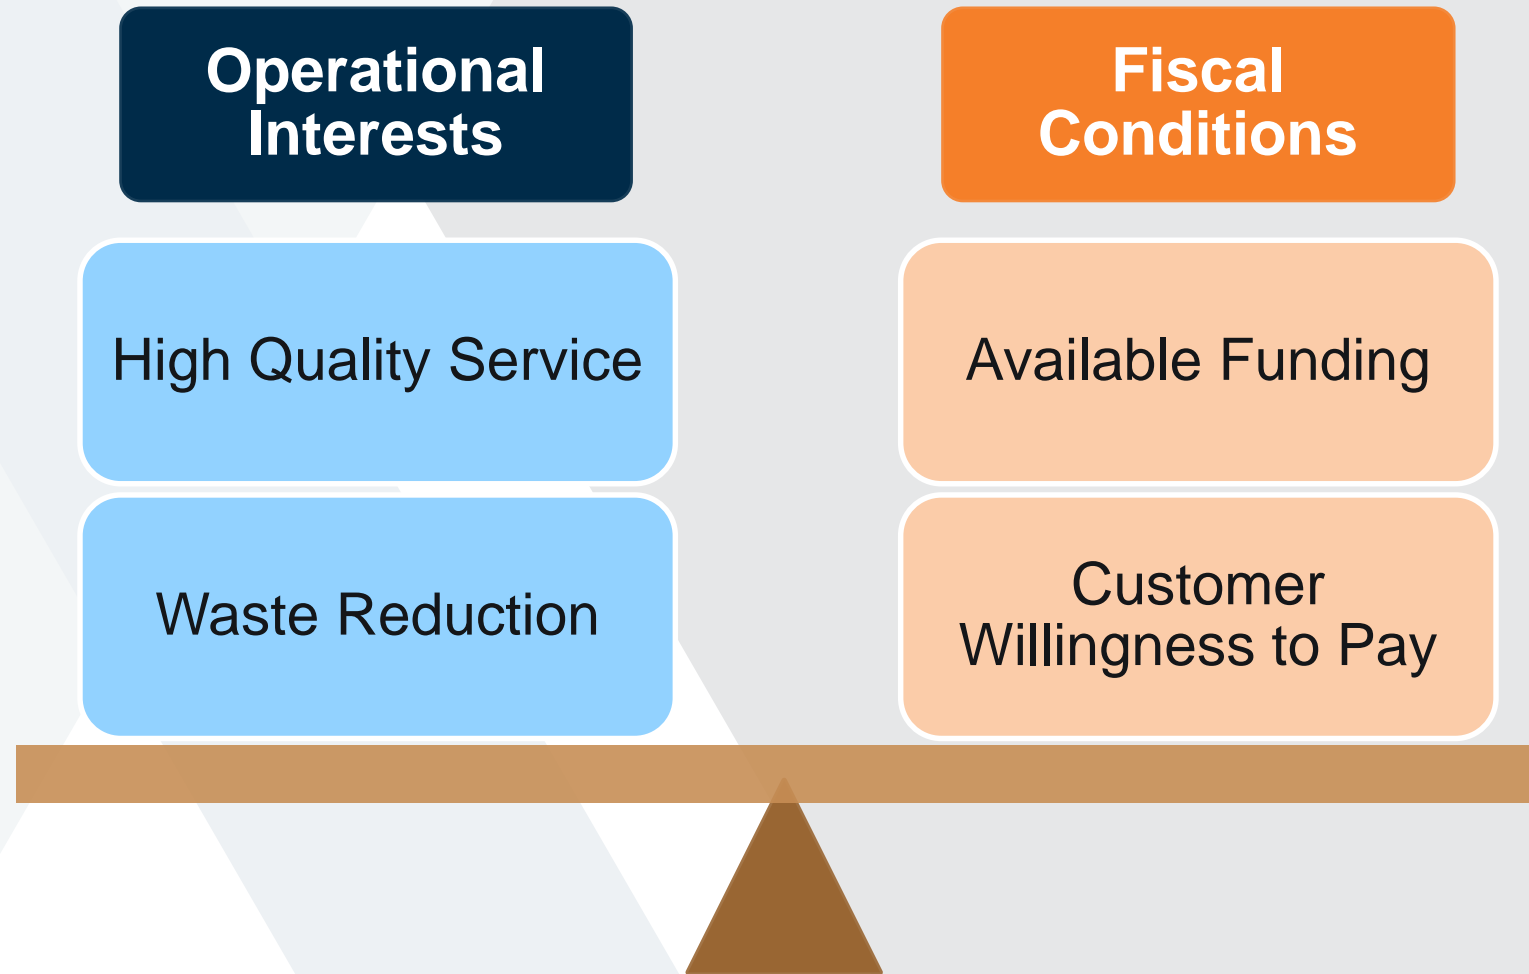 Operational
Interests
High Quality Service
Waste Reduction
Fiscal
Conditions
Available Funding
Customer
Willingness to Pay